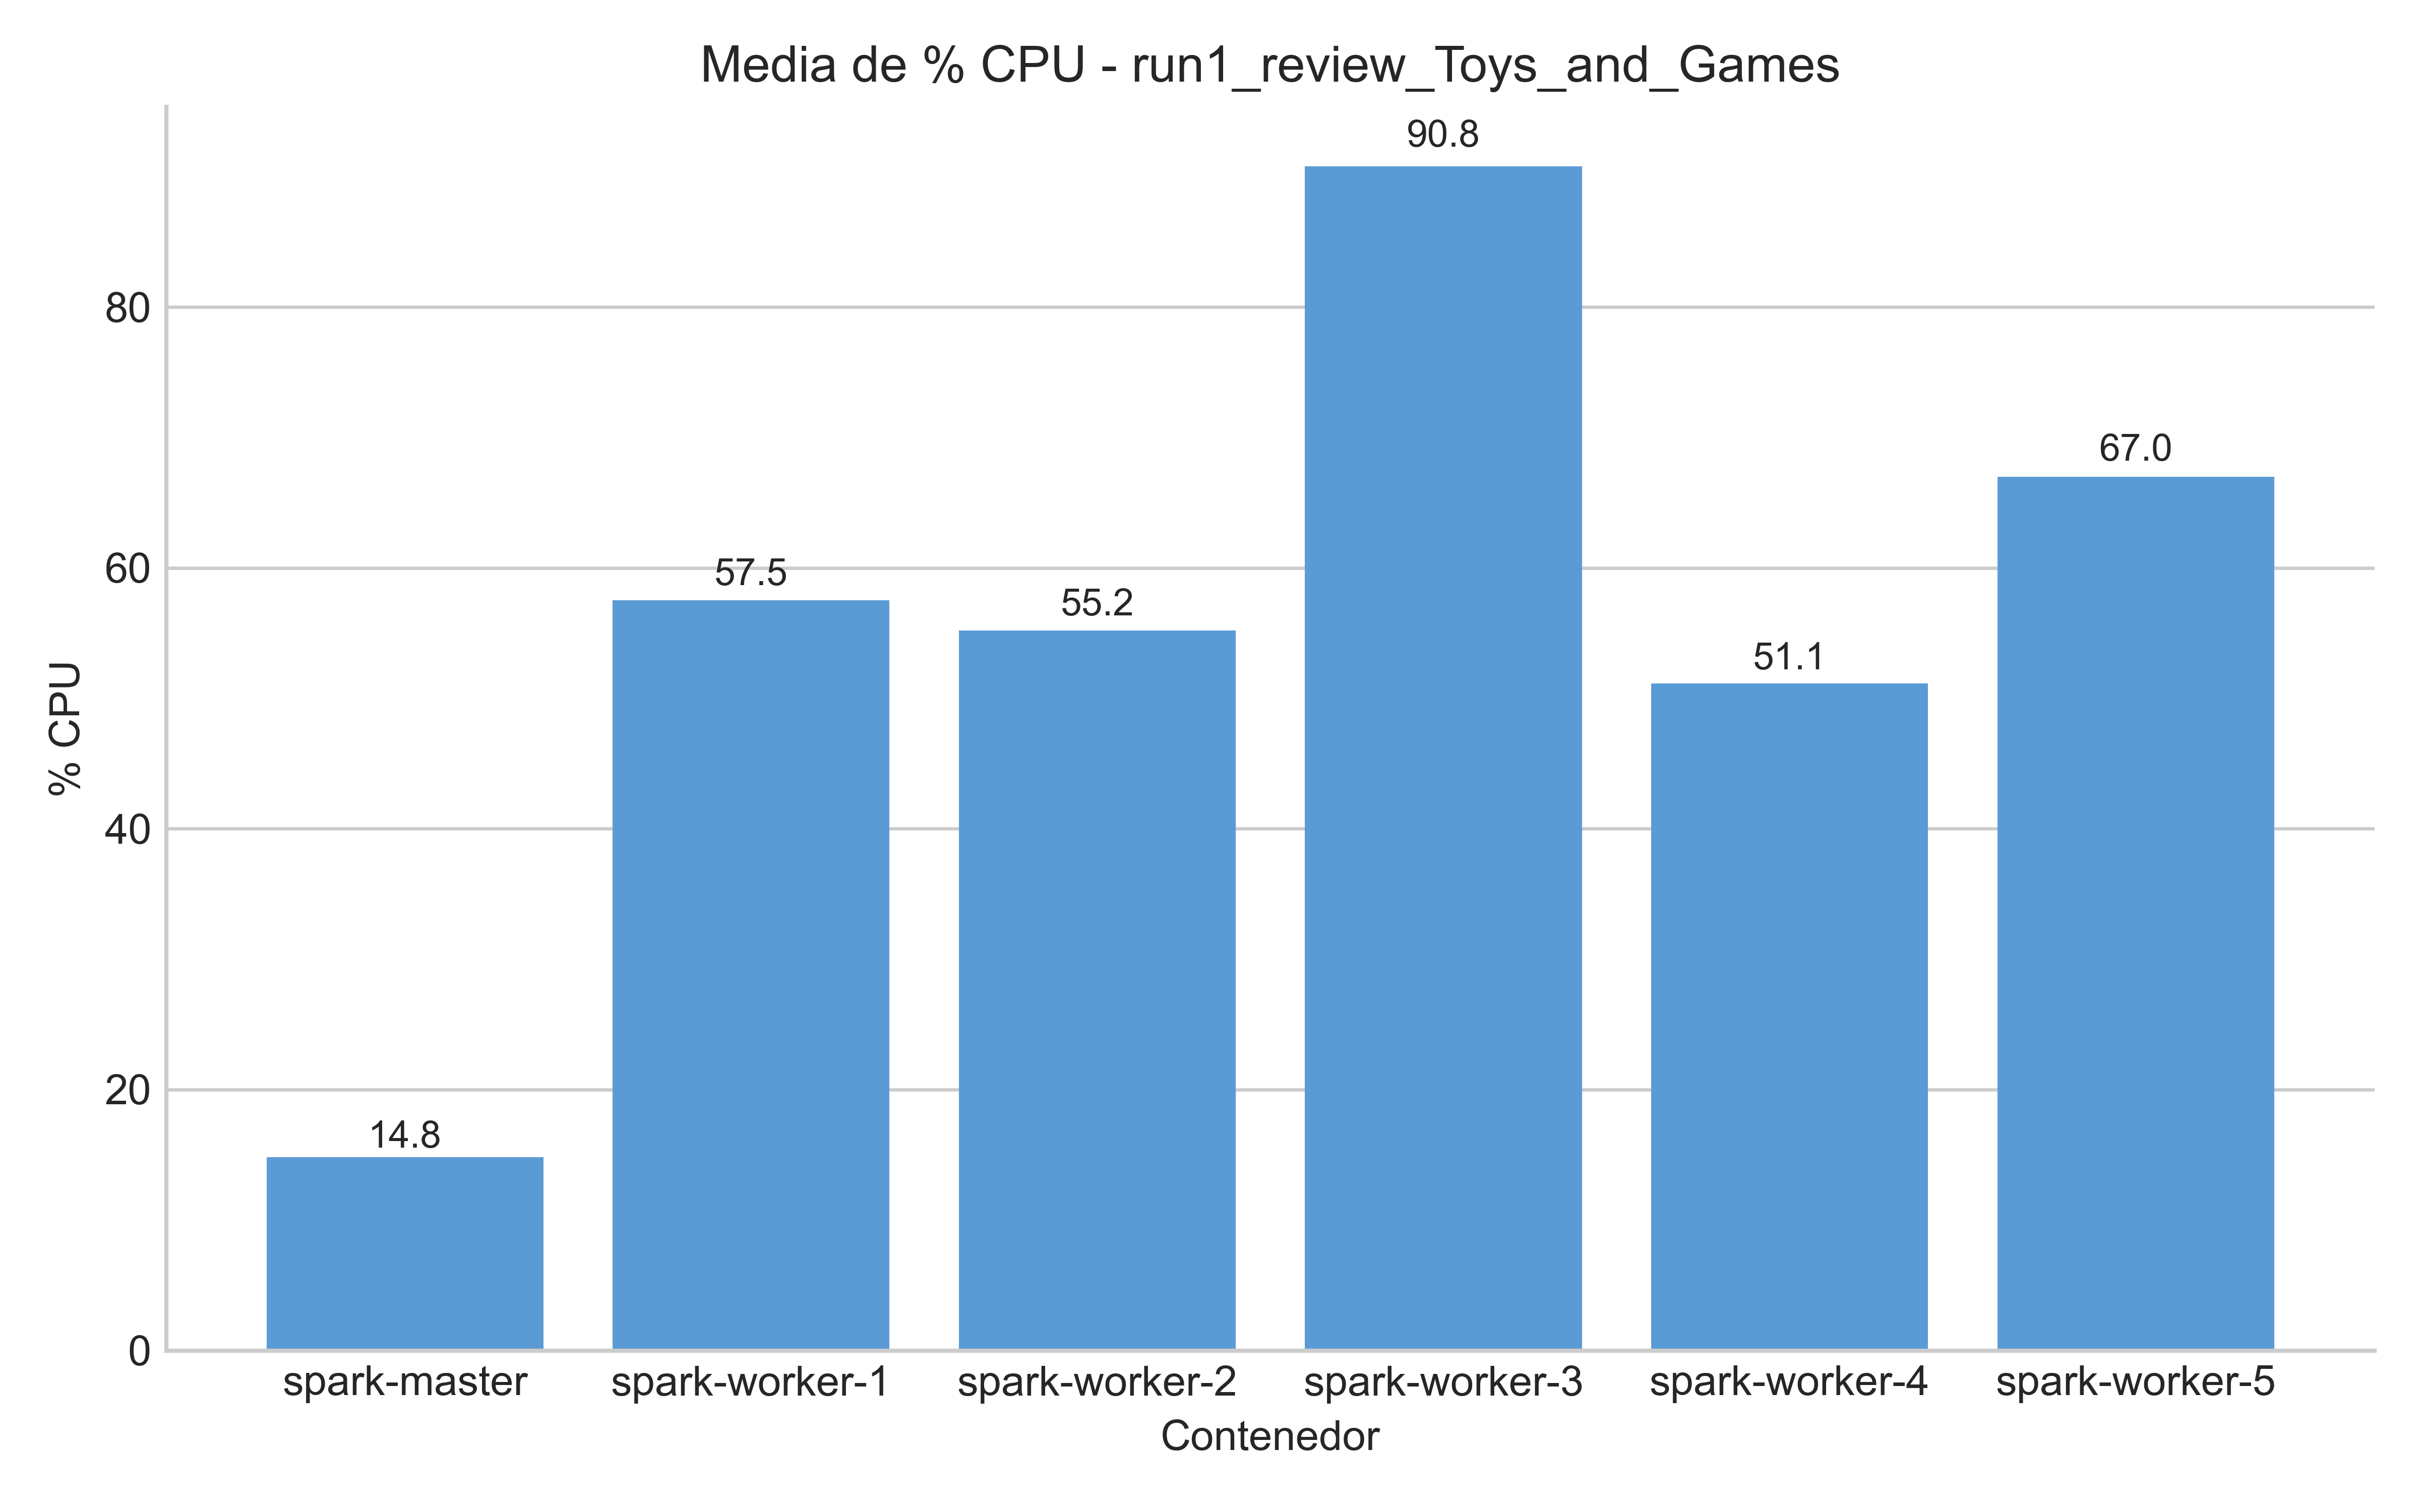 Media de % CPU - run1_review_Toys_and_Games
90.8
80
67.0
60
57.5
55.2
51.1
% CPU
40
20
14.8
0
spark-master spark-worker-1 spark-worker-2 spark-worker-3 spark-worker-4 spark-worker-5
Contenedor